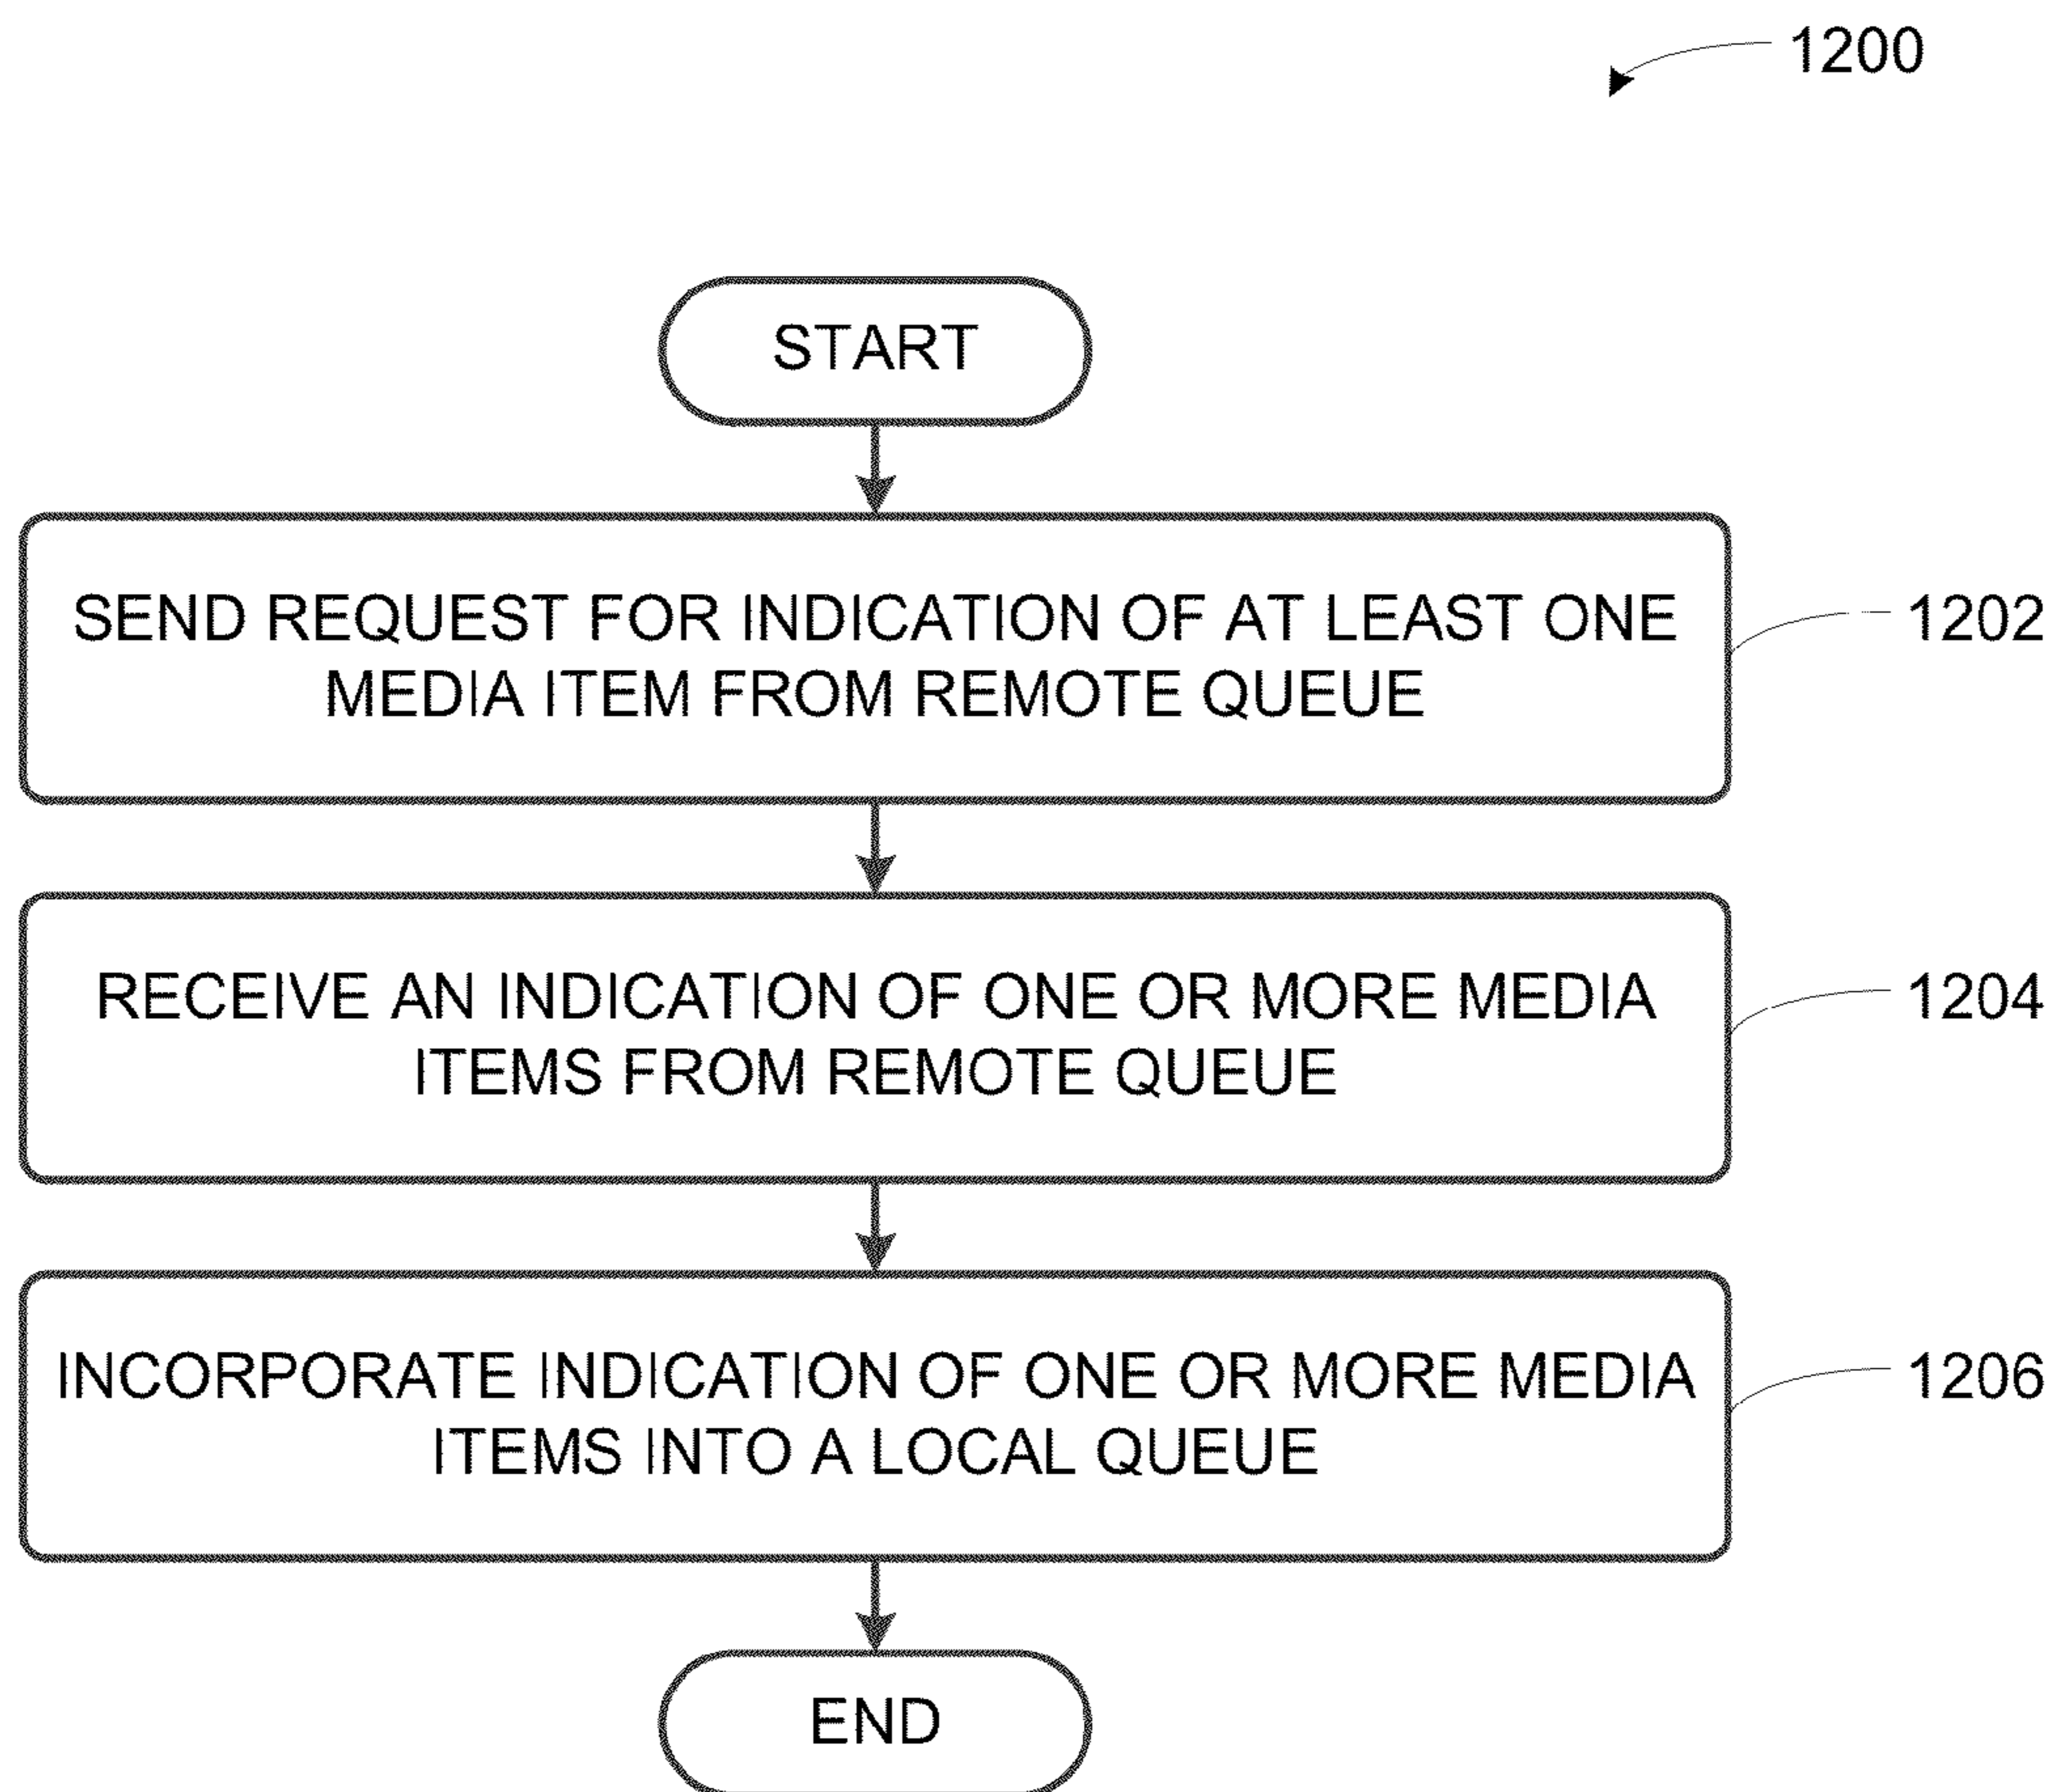 1200
START
SEND REQUEST FOR INDICATION OF AT LEAST ONE
MEDIA ITEM FROM REMOTE QUEUE
1202
RECEIVE AN INDICATION OF ONE OR MORE MEDIA
ITEMS FROM REMOTE QUEUE
1204
INCORPORATE INDICATION OF ONE OR MORE MEDIA
ITEMS INTO A LOCAL QUEUE
1206
END